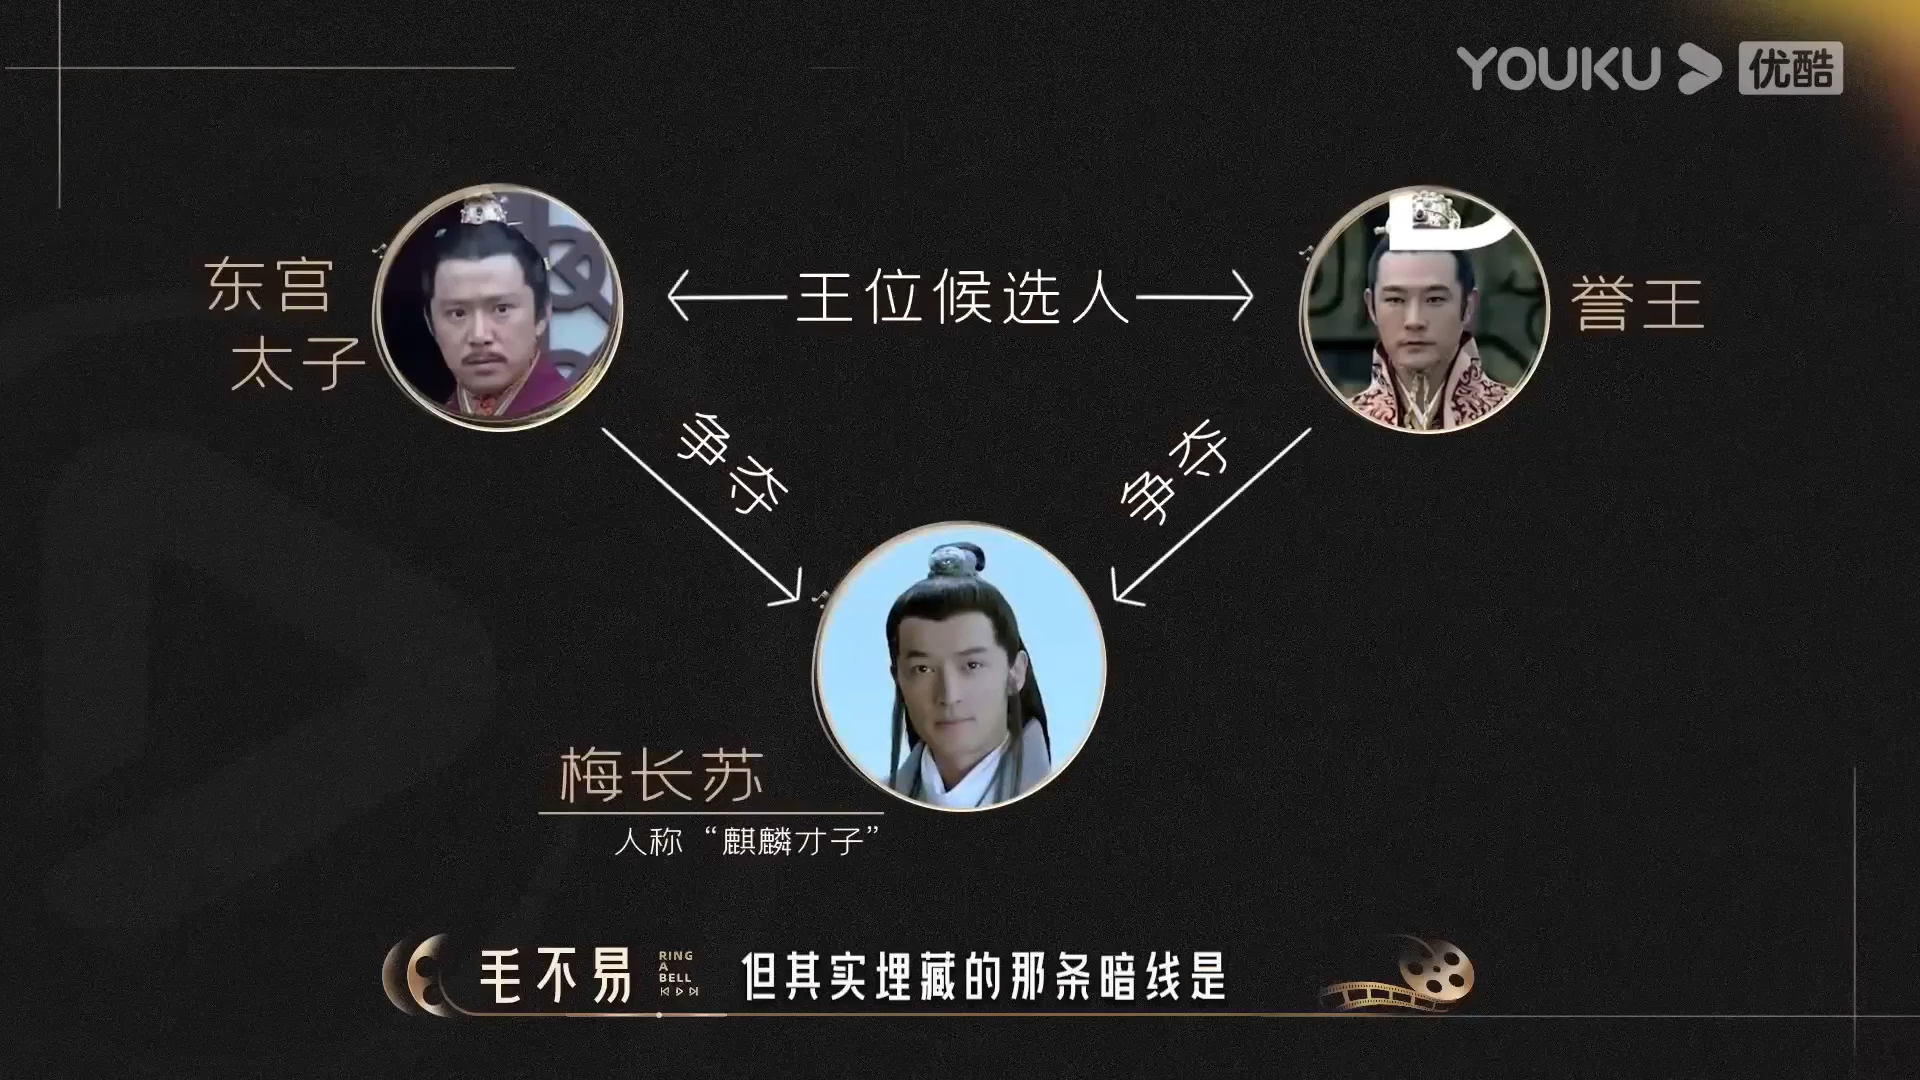 YOUKU 优酷
东宫
太子
王位候选人
誉王
争夺
争夺
梅长苏
人称“麒麟才子”
毛不易
RING
A
BELL
但其实埋藏的那条暗线是